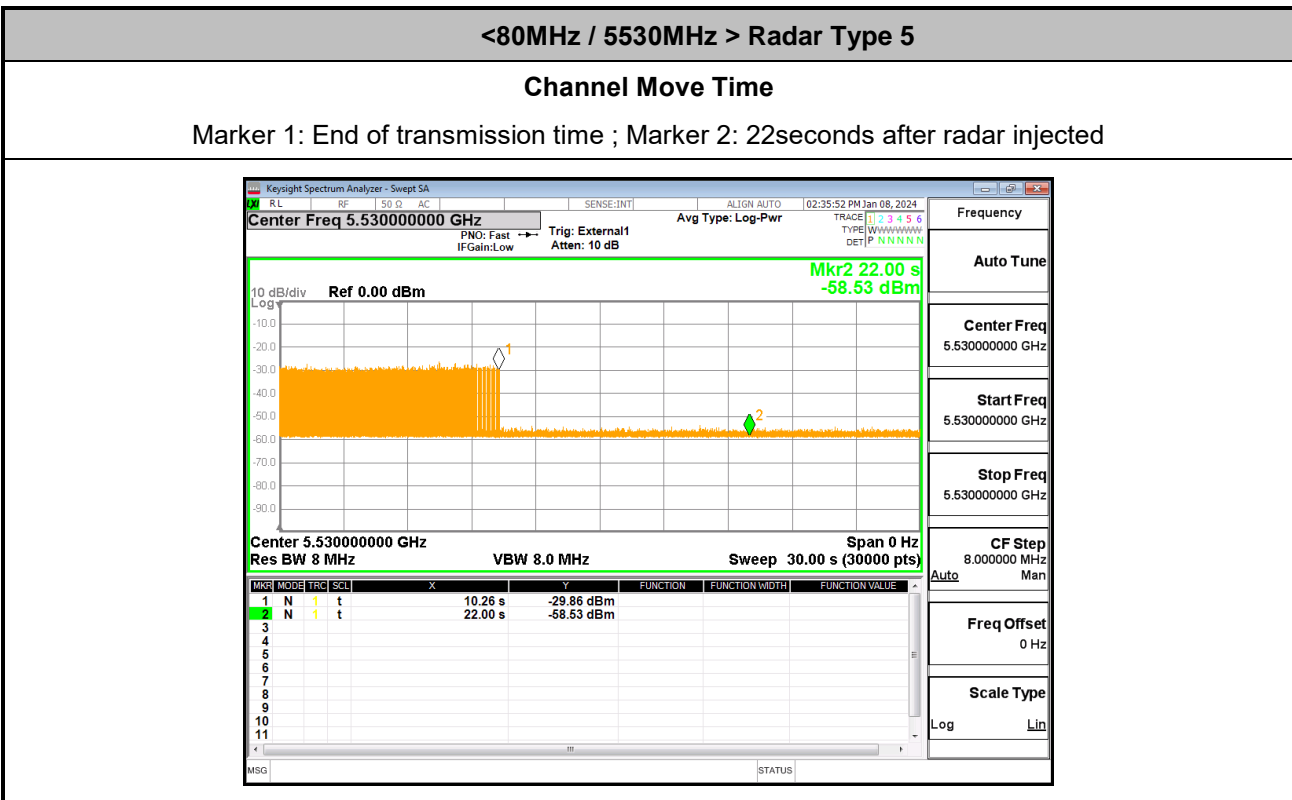 <80MHz / 5530MHz > Radar Type 5
Channel Move Time
Marker 1: End of transmission time ; Marker 2: 22seconds after radar injected
Keysight Spectrum Analyzer - Swept SA
LXI RL RF 50 Ω AC SENSE:INT ALIGN AUTO 02:35:52 PM Jan 08, 2024
Center Freq 5.530000000 GHz
PNO: Fast
IFGain:Low
Trig: External1
Atten: 10 dB
Avg Type: Log-Pwr
TRACE 1 2 3 4 5 6
TYPE WWWWWW
DET P N N N N N
Mkr2 22.00 s
-58.53 dBm
10 dB/div Ref 0.00 dBm
Log
-10.0
-20.0
-30.0
-40.0
-50.0
-60.0
-70.0
-80.0
-90.0
1
2
Center 5.530000000 GHz Span 0 Hz
Res BW 8 MHz VBW 8.0 MHz Sweep 30.00 s (30000 pts)
MKR MODE TRC SCL X Y FUNCTION FUNCTION WIDTH FUNCTION VALUE
1 N 1 t 10.26 s -29.86 dBm
2 N 1 t 22.00 s -58.53 dBm
3
4
5
6
7
8
9
10
11
MSG STATUS
Frequency
Auto Tune
Center Freq
5.530000000 GHz
Start Freq
5.530000000 GHz
Stop Freq
5.530000000 GHz
CF Step
8.000000 MHz
Auto Man
Freq Offset
0 Hz
Scale Type
Log Lin